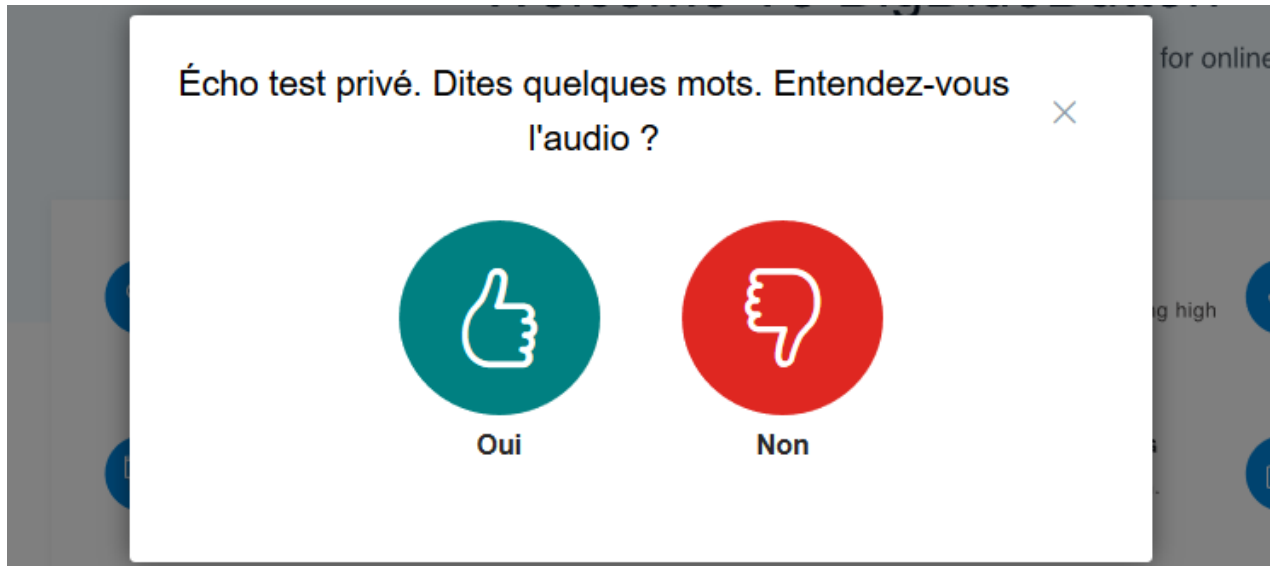 for online
Écho test privé. Dites quelques mots. Entendez-vous
l'audio ?
high
Oui
Non